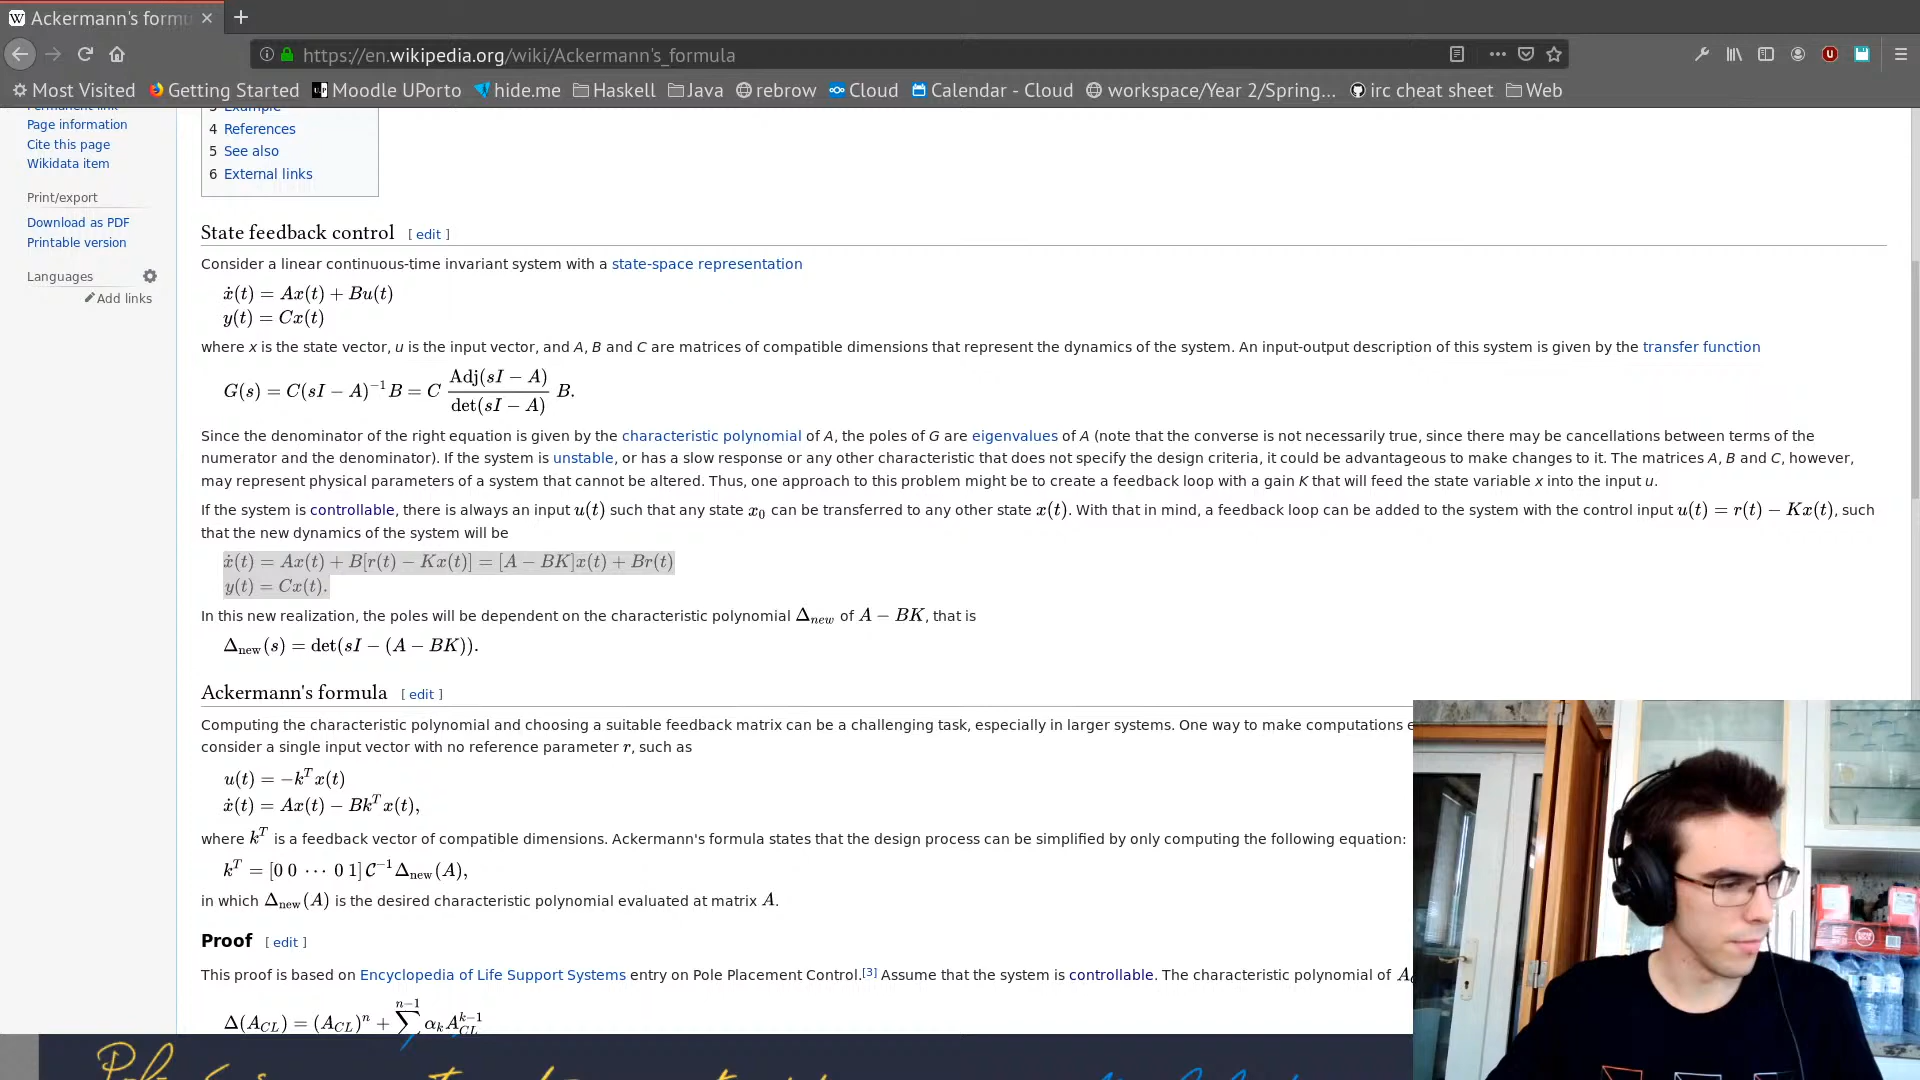 Ackermann's formu
https://en.wikipedia.org/wiki/Ackermann's_formula
Most Visited Getting Started Moodle UPorto hide.me Haskell Java rebrow Cloud Calendar - Cloud workspace/Year 2/Spring... irc cheat sheet Web
Permanent link
Page information
Cite this page
Wikidata item
Print/export
Download as PDF
Printable version
Languages
Add links
3 Example
4 References
5 See also
6 External links
State feedback control [ edit ]
Consider a linear continuous-time invariant system with a state-space representation
ẋ(t) = Ax(t) + Bu(t)
y(t) = Cx(t)
where x is the state vector, u is the input vector, and A, B and C are matrices of compatible dimensions that represent the dynamics of the system. An input-output description of this system is given by the transfer function
G(s) = C(sI − A)⁻¹B = C Adj(sI − A) / det(sI − A) B.
Since the denominator of the right equation is given by the characteristic polynomial of A, the poles of G are eigenvalues of A (note that the converse is not necessarily true, since there may be cancellations between terms of the
numerator and the denominator). If the system is unstable, or has a slow response or any other characteristic that does not specify the design criteria, it could be advantageous to make changes to it. The matrices A, B and C, however,
may represent physical parameters of a system that cannot be altered. Thus, one approach to this problem might be to create a feedback loop with a gain K that will feed the state variable x into the input u.
If the system is controllable, there is always an input u(t) such that any state x₀ can be transferred to any other state x(t). With that in mind, a feedback loop can be added to the system with the control input u(t) = r(t) − Kx(t), such
that the new dynamics of the system will be
ẋ(t) = Ax(t) + B[r(t) − Kx(t)] = [A − BK]x(t) + Br(t)
y(t) = Cx(t).
In this new realization, the poles will be dependent on the characteristic polynomial Δnew of A − BK, that is
Δnew(s) = det(sI − (A − BK)).
Ackermann's formula [ edit ]
Computing the characteristic polynomial and choosing a suitable feedback matrix can be a challenging task, especially in larger systems. One way to make computations
consider a single input vector with no reference parameter r, such as
u(t) = −kᵀx(t)
ẋ(t) = Ax(t) − Bkᵀx(t),
where kᵀ is a feedback vector of compatible dimensions. Ackermann's formula states that the design process can be simplified by only computing the following equation:
kᵀ = [0 0 ⋯ 0 1] 𝒞⁻¹Δnew(A),
in which Δnew(A) is the desired characteristic polynomial evaluated at matrix A.
Proof [ edit ]
This proof is based on Encyclopedia of Life Support Systems entry on Pole Placement Control.[3] Assume that the system is controllable. The characteristic polynomial of
Δ(A_CL) = (A_CL)ⁿ + ∑ⁿ⁻¹ αₖA_CL^(k−1)